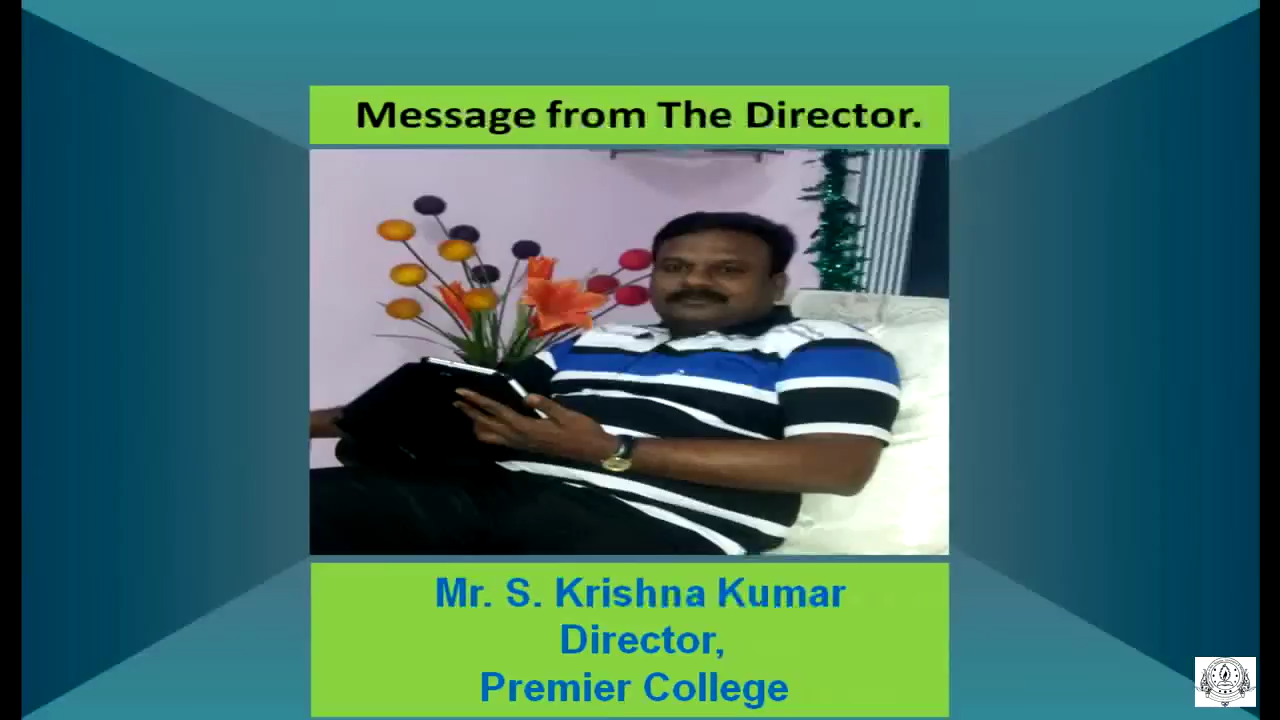 Message from The Director.
Mr. S. Krishna Kumar
Director,
Premier College